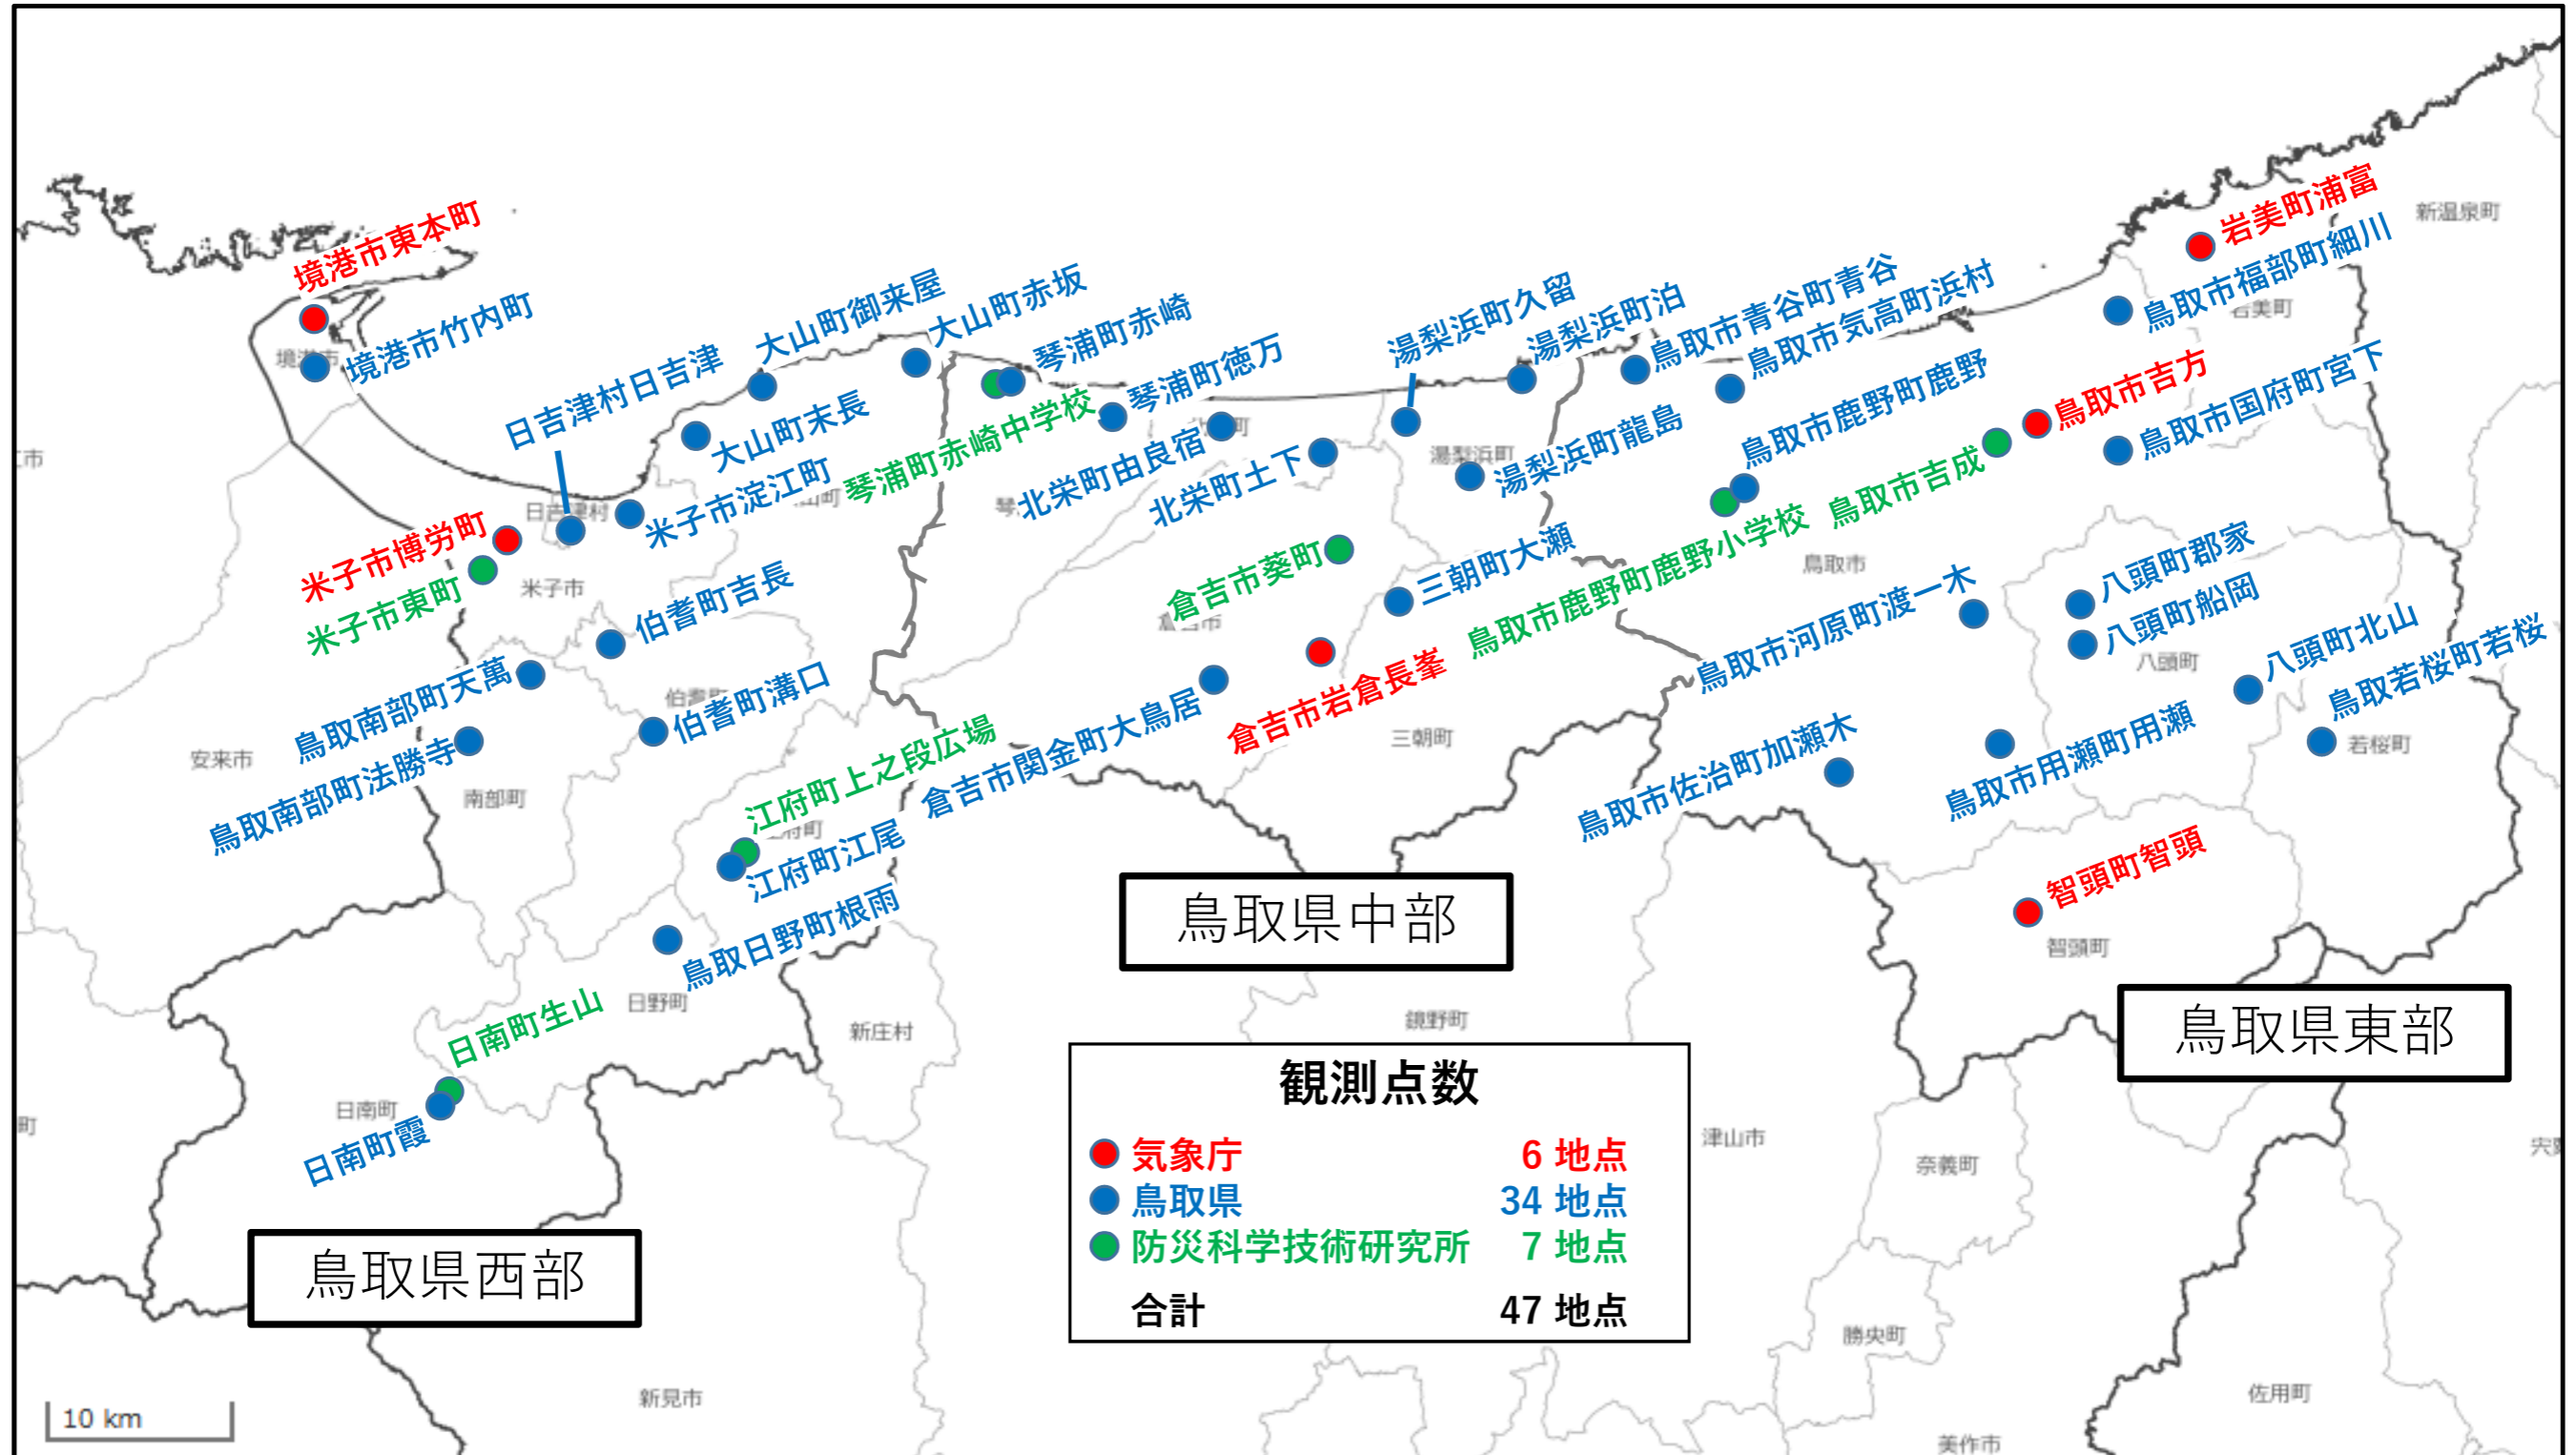 新温泉町
岩美町浦富
鳥取市福部町細川
岩美町
境港市東本町
境港市竹内町
大山町御来屋
大山町赤坂
琴浦町赤崎
琴浦町徳万
湯梨浜町久留
湯梨浜町泊
鳥取市青谷町青谷
鳥取市気高町浜村
鳥取市鹿野町鹿野
鳥取市吉方
鳥取市国府町宮下
日吉津村日吉津
大山町末長
米子市淀江町
琴浦町赤崎中学校
北栄町由良宿
北栄町土下
湯梨浜町
湯梨浜町龍島
鳥取市吉成
日吉津村
米子市博労町
米子市東町
米子市
伯耆町吉長
倉吉市葵町
倉吉市
三朝町大瀬
鳥取市鹿野町鹿野小学校
鳥取市
鳥取市河原町渡一木
八頭町郡家
八頭町船岡
八頭町
八頭町北山
鳥取若桜町若桜
若桜町
鳥取南部町天萬
鳥取南部町法勝寺
伯耆町溝口
安来市
南部町
江府町上之段広場
江府町江尾
倉吉市関金町大鳥居
倉吉市岩倉長峯
三朝町
鳥取市佐治町加瀬木
鳥取市用瀬町用瀬
智頭町智頭
智頭町
鳥取日野町根雨
日野町
新庄村
日南町生山
日南町
日南町霞
鳥取県中部
鳥取県東部
鳥取県西部
鏡野町
津山市
奈義町
勝央町
佐用町
美作市
新見市
観測点数
気象庁 6 地点
鳥取県 34 地点
防災科学技術研究所 7 地点
合計 47 地点
10 km